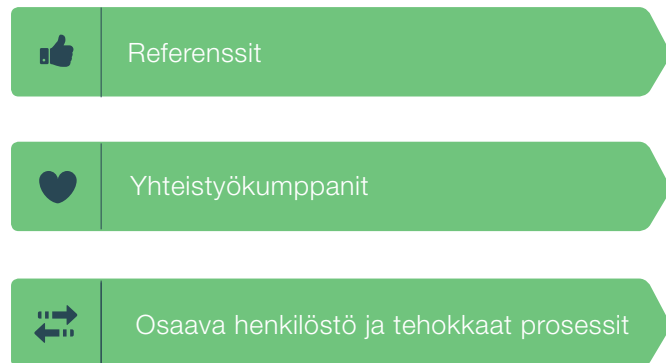 Referenssit
Yhteistyökumppanit
Osaava henkilöstö ja tehokkaat prosessit